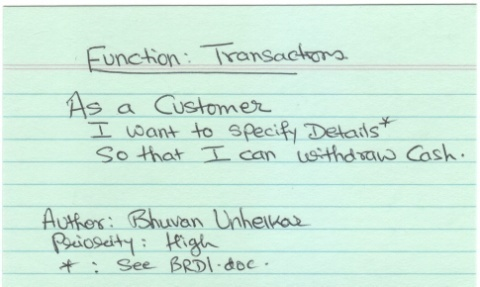 Function: Transactions
As a Customer
I want to specify Details*
So that I can withdraw Cash.
Author: Bhuvan Unhelkar
Priority: High
* : See BRD1.doc.